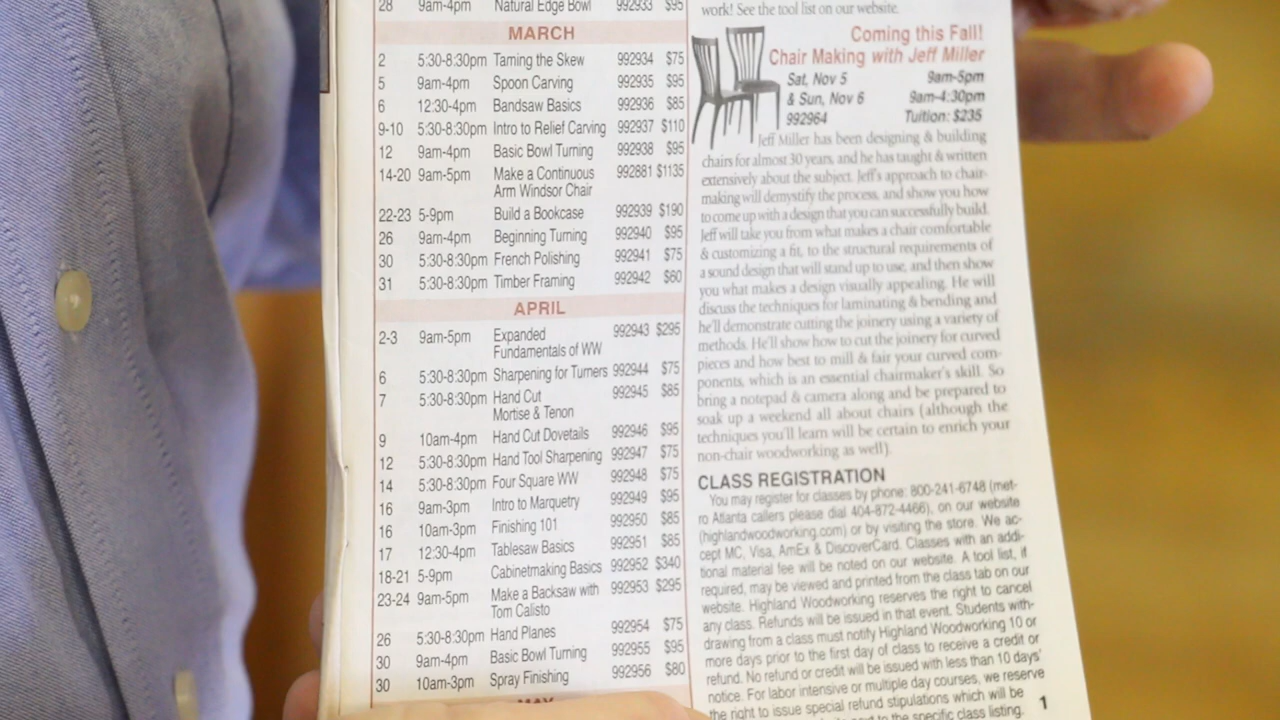 28 9am-4pm Natural Edge Bowl 992933 $95
MARCH
2 5:30-8:30pm Taming the Skew 992934 $75
5 9am-4pm Spoon Carving 992935 $95
6 12:30-4pm Bandsaw Basics 992936 $85
9-10 5:30-8:30pm Intro to Relief Carving 992937 $110
12 9am-4pm Basic Bowl Turning 992938 $95
14-20 9am-5pm Make a Continuous 992881 $1135
Arm Windsor Chair
22-23 5-9pm Build a Bookcase 992939 $190
26 9am-4pm Beginning Turning 992940 $95
30 5:30-8:30pm French Polishing 992941 $75
31 5:30-8:30pm Timber Framing 992942 $60
APRIL
2-3 9am-5pm Expanded 992943 $295
Fundamentals of WW
6 5:30-8:30pm Sharpening for Turners 992944 $75
7 5:30-8:30pm Hand Cut 992945 $85
Mortise & Tenon
9 10am-4pm Hand Cut Dovetails 992946 $95
12 5:30-8:30pm Hand Tool Sharpening 992947 $75
14 5:30-8:30pm Four Square WW 992948 $75
16 9am-3pm Intro to Marquetry 992949 $95
16 10am-3pm Finishing 101 992950 $85
17 12:30-4pm Tablesaw Basics 992951 $85
18-21 5-9pm Cabinetmaking Basics 992952 $340
23-24 9am-5pm Make a Backsaw with 992953 $295
Tom Calisto
26 5:30-8:30pm Hand Planes 992954 $75
30 9am-4pm Basic Bowl Turning 992955 $95
30 10am-3pm Spray Finishing 992956 $80
MAY
work! See the tool list on our website.
Coming this Fall!
Chair Making with Jeff Miller
Sat, Nov 5 9am-5pm
& Sun, Nov 6 9am-4:30pm
992964 Tuition: $235
Jeff Miller has been designing & building
chairs for almost 30 years, and he has taught & written
extensively about the subject. Jeff's approach to chair-
making will demystify the process, and show you how
to come up with a design that you can successfully build.
Jeff will take you from what makes a chair comfortable
& customizing a fit, to the structural requirements of
a sound design that will stand up to use, and then show
you what makes a design visually appealing. He will
discuss the techniques for laminating & bending and
he'll demonstrate cutting the joinery using a variety of
methods. He'll show how to cut the joinery for curved
pieces and how best to mill & fair your curved com-
ponents, which is an essential chairmaker's skill. So
bring a notepad & camera along and be prepared to
soak up a weekend all about chairs (although the
techniques you'll learn will be certain to enrich your
non-chair woodworking as well).
CLASS REGISTRATION
You may register for classes by phone: 800-241-6748 (met-
ro Atlanta callers please dial 404-872-4466), on our website
(highlandwoodworking.com) or by visiting the store. We ac-
cept MC, Visa, AmEx & DiscoverCard. Classes with an addi-
tional material fee will be noted on our website. A tool list, if
required, may be viewed and printed from the class tab on our
website. Highland Woodworking reserves the right to cancel
any class. Refunds will be issued in that event. Students with-
drawing from a class must notify Highland Woodworking 10 or
more days prior to the first day of class to receive a credit or
refund. No refund or credit will be issued with less than 10 days'
notice. For labor intensive or multiple day courses, we reserve
the right to issue special refund stipulations which will be
to the specific class listing.
1